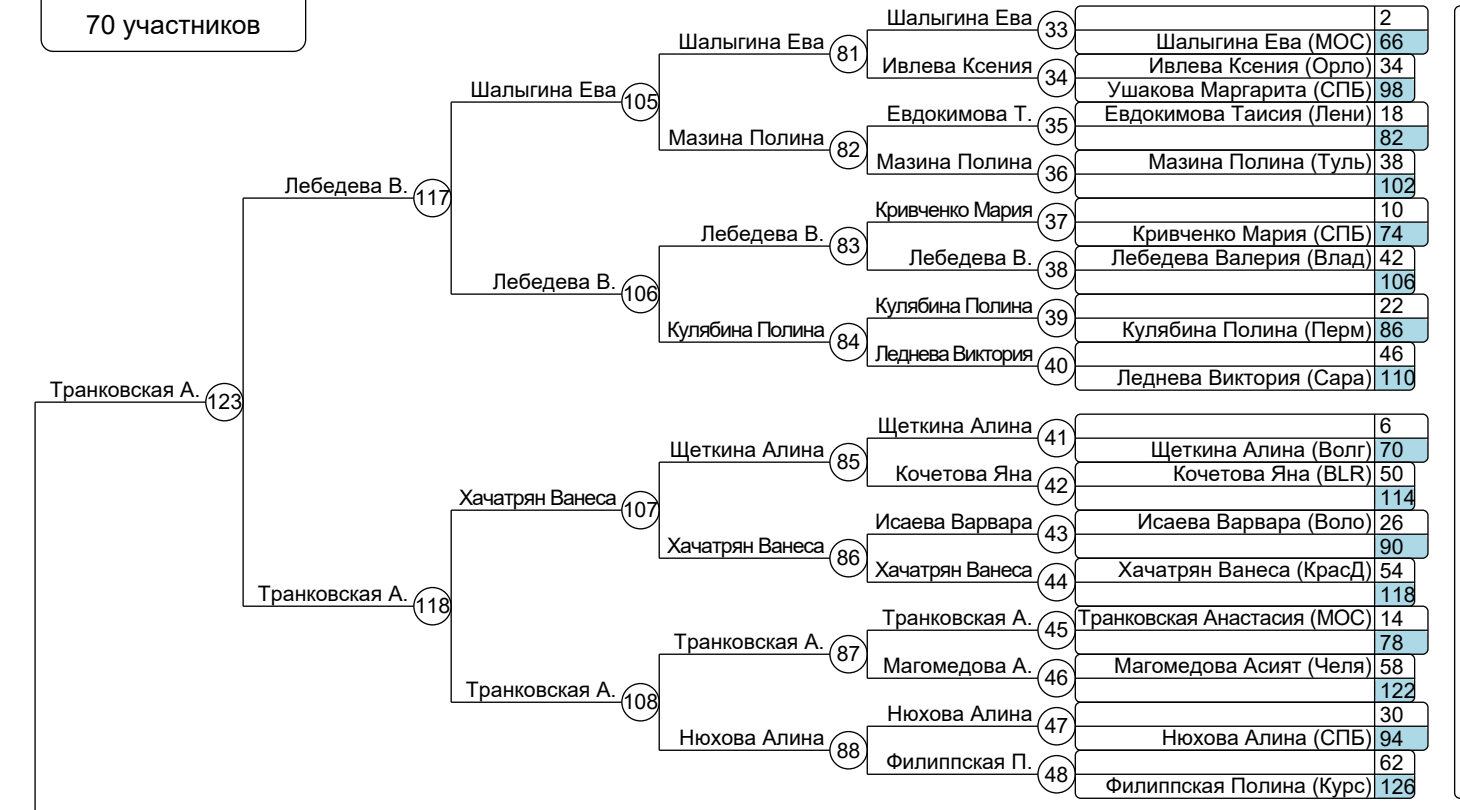 70 участников
Шалыгина Ева 33 2
Шалыгина Ева 81 Шалыгина Ева (МОС) 66
Ивлева Ксения 34 Ивлева Ксения (Орло) 34
Шалыгина Ева 105 Ушакова Маргарита (СПБ) 98
Евдокимова Т. 35 Евдокимова Таисия (Лени) 18
Мазина Полина 82 82
Мазина Полина 36 Мазина Полина (Туль) 38
Лебедева В. 117 102
Кривченко Мария 37 10
Лебедева В. 83 Кривченко Мария (СПБ) 74
Лебедева В. 38 Лебедева Валерия (Влад) 42
Лебедева В. 106 106
Кулябина Полина 39 22
Кулябина Полина 84 Кулябина Полина (Перм) 86
Леднева Виктория 40 46
Транковская А. 123 Леднева Виктория (Сара) 110
Щеткина Алина 41 6
Щеткина Алина 85 Щеткина Алина (Волг) 70
Кочетова Яна 42 Кочетова Яна (BLR) 50
Хачатрян Ванеса 107 114
Исаева Варвара 43 Исаева Варвара (Воло) 26
Хачатрян Ванеса 86 90
Хачатрян Ванеса 44 Хачатрян Ванеса (КрасД) 54
Транковская А. 118 118
Транковская А. 45 Транковская Анастасия (МОС) 14
Транковская А. 87 78
Магомедова А. 46 Магомедова Асият (Челя) 58
Транковская А. 108 122
Нюхова Алина 47 30
Нюхова Алина 88 Нюхова Алина (СПБ) 94
Филиппская П. 48 62
Филиппская Полина (Курс) 126